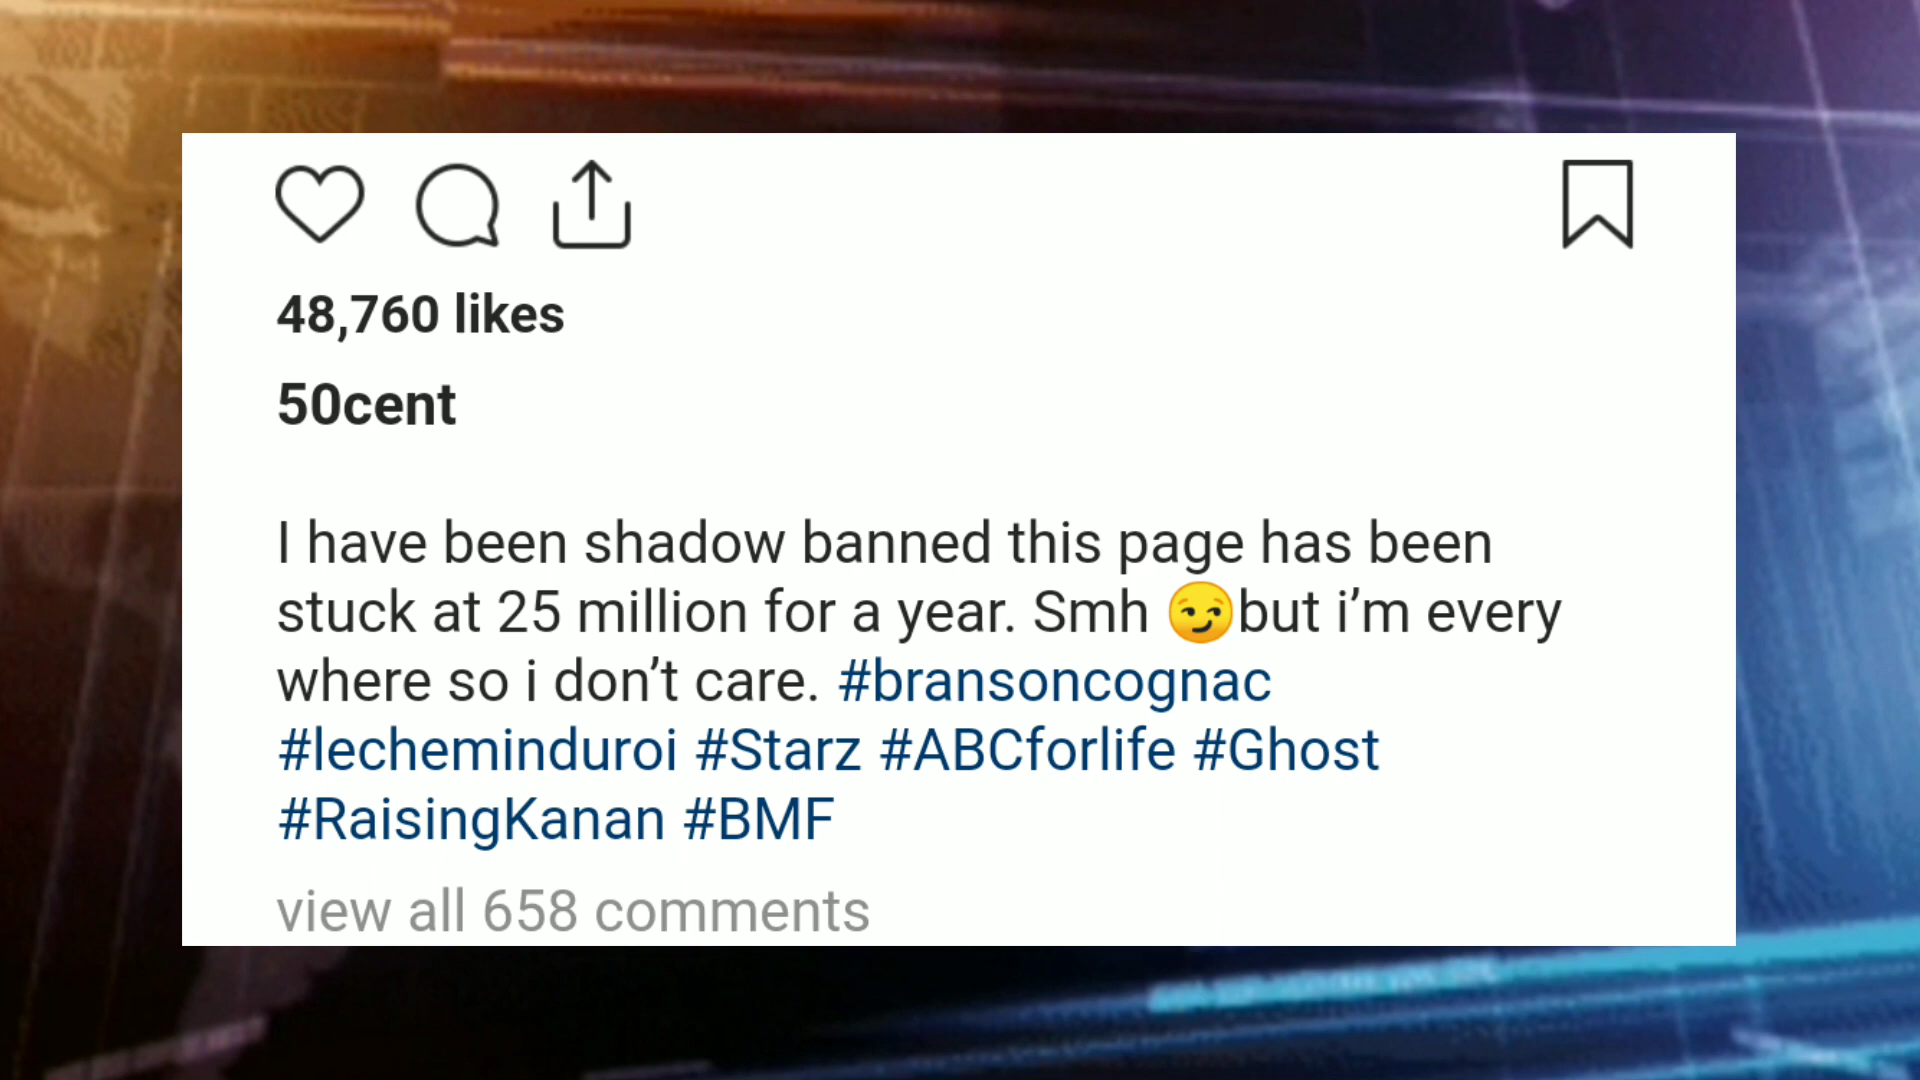 48,760 likes
50cent
I have been shadow banned this page has been
stuck at 25 million for a year. Smh 😏but i’m every
where so i don’t care. #bransoncognac
#lecheminduroi #Starz #ABCforlife #Ghost
#RaisingKanan #BMF
view all 658 comments